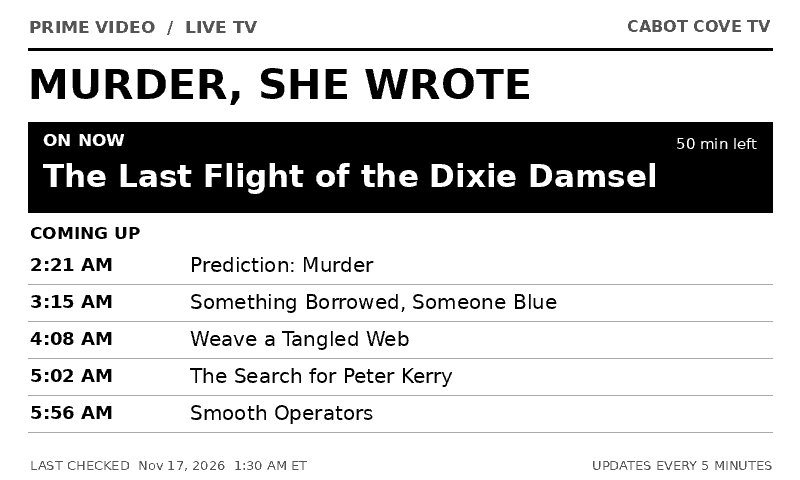 PRIME VIDEO / LIVE TV
CABOT COVE TV
MURDER, SHE WROTE
ON NOW
50 min left
The Last Flight of the Dixie Damsel
COMING UP
2:21 AM Prediction: Murder
3:15 AM Something Borrowed, Someone Blue
4:08 AM Weave a Tangled Web
5:02 AM The Search for Peter Kerry
5:56 AM Smooth Operators
LAST CHECKED Nov 17, 2026 1:30 AM ET
UPDATES EVERY 5 MINUTES